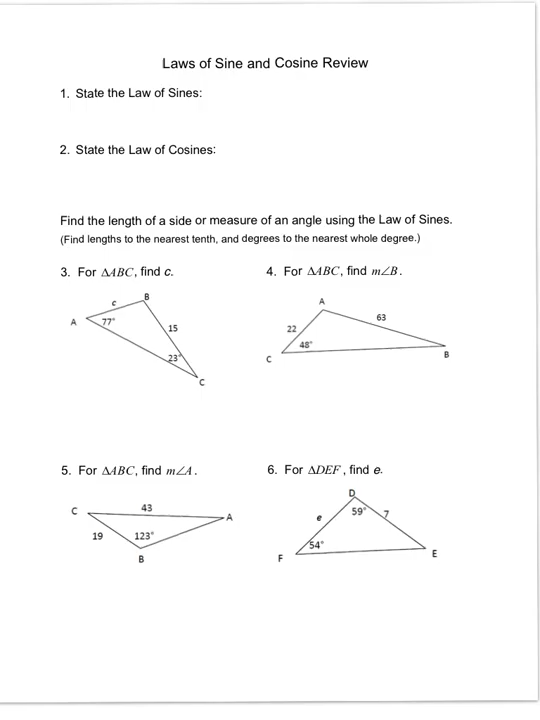 Laws of Sine and Cosine Review
1. State the Law of Sines:
2. State the Law of Cosines:
Find the length of a side or measure of an angle using the Law of Sines.
(Find lengths to the nearest tenth, and degrees to the nearest whole degree.)
3. For ΔABC, find c.
B
c
A
77°
15
23°
C
4. For ΔABC, find m∠B.
A
63
22
48°
C
B
5. For ΔABC, find m∠A.
C
43
A
19
123°
B
6. For ΔDEF, find e.
D
59°
7
e
54°
F
E